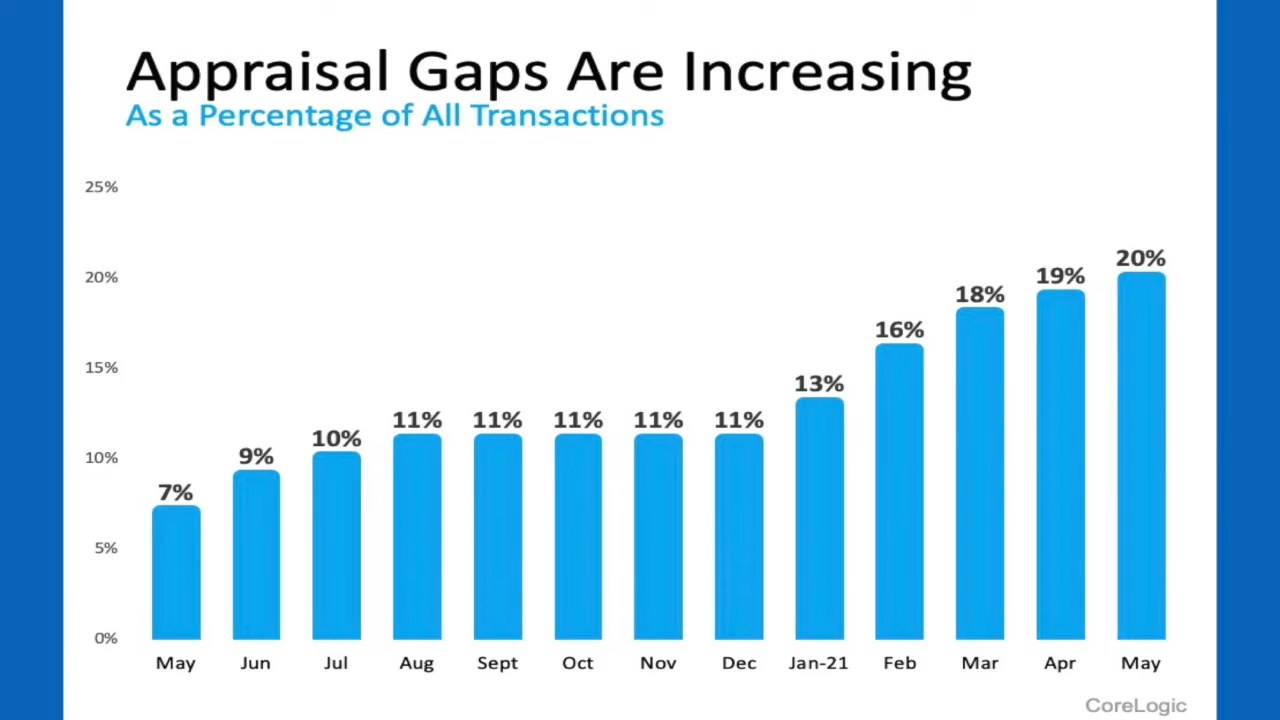 Appraisal Gaps Are Increasing
As a Percentage of All Transactions
25%
20%
15%
10%
5%
0%
7%
9%
10%
11%
11%
11%
11%
11%
13%
16%
18%
19%
20%
May
Jun
Jul
Aug
Sept
Oct
Nov
Dec
Jan-21
Feb
Mar
Apr
May
CoreLogic